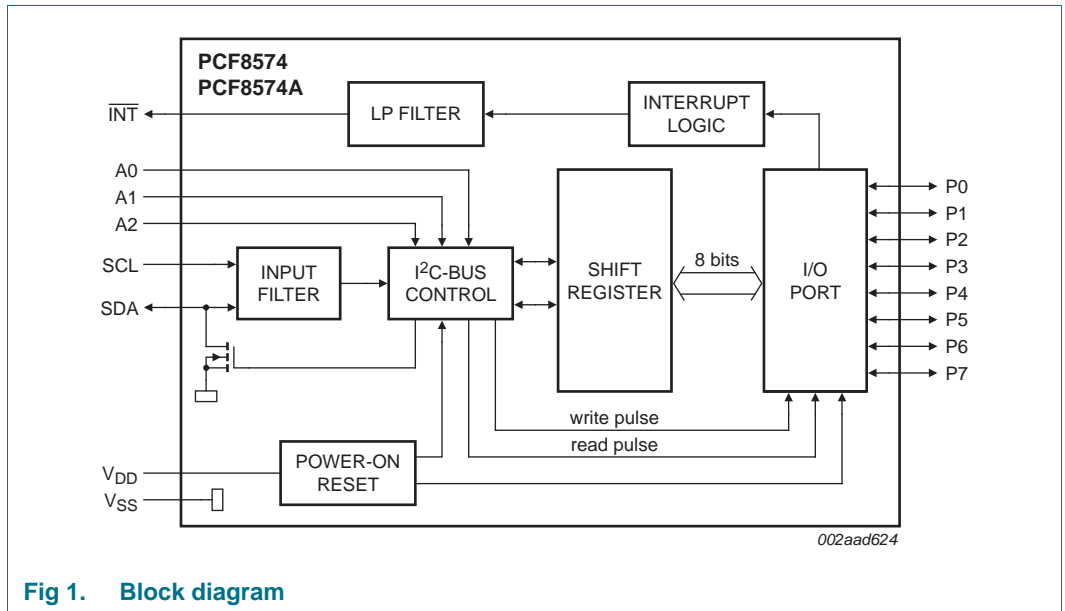 PCF8574
PCF8574A
INT
LP FILTER
INTERRUPT
LOGIC
A0
A1
A2
SCL
SDA
INPUT
FILTER
I²C-BUS
CONTROL
SHIFT
REGISTER
8 bits
I/O
PORT
P0
P1
P2
P3
P4
P5
P6
P7
write pulse
read pulse
POWER-ON
RESET
VDD
VSS
002aad624
Fig 1. Block diagram